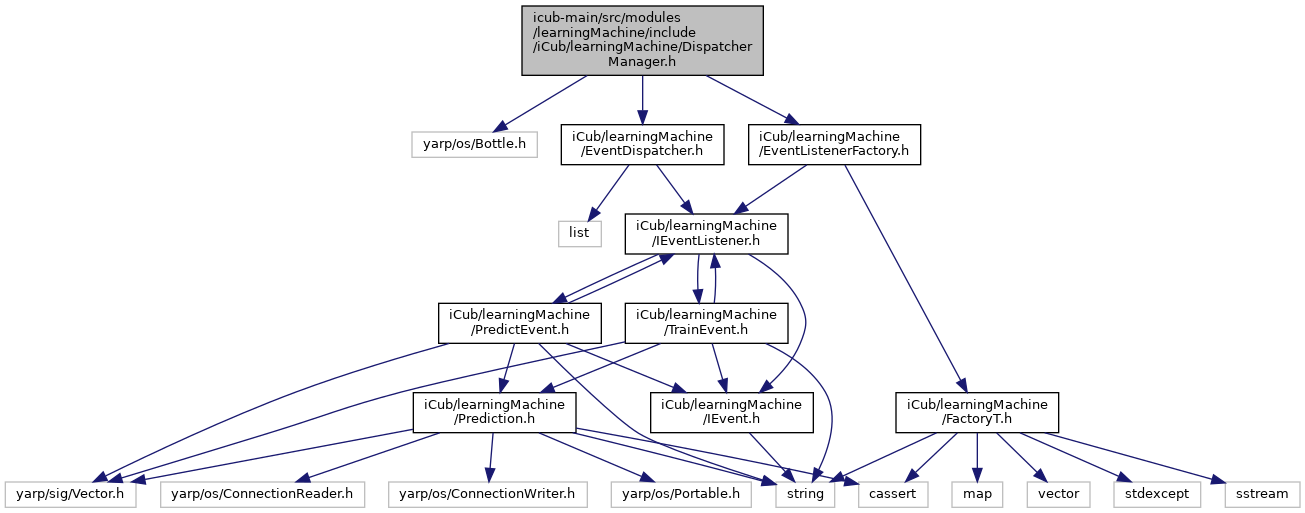 icub-main/src/modules
/learningMachine/include
/iCub/learningMachine/Dispatcher
Manager.h
yarp/os/Bottle.h
iCub/learningMachine
/EventDispatcher.h
iCub/learningMachine
/EventListenerFactory.h
list
iCub/learningMachine
/IEventListener.h
iCub/learningMachine
/PredictEvent.h
iCub/learningMachine
/TrainEvent.h
iCub/learningMachine
/Prediction.h
iCub/learningMachine
/IEvent.h
iCub/learningMachine
/FactoryT.h
yarp/sig/Vector.h
yarp/os/ConnectionReader.h
yarp/os/ConnectionWriter.h
yarp/os/Portable.h
string
cassert
map
vector
stdexcept
sstream